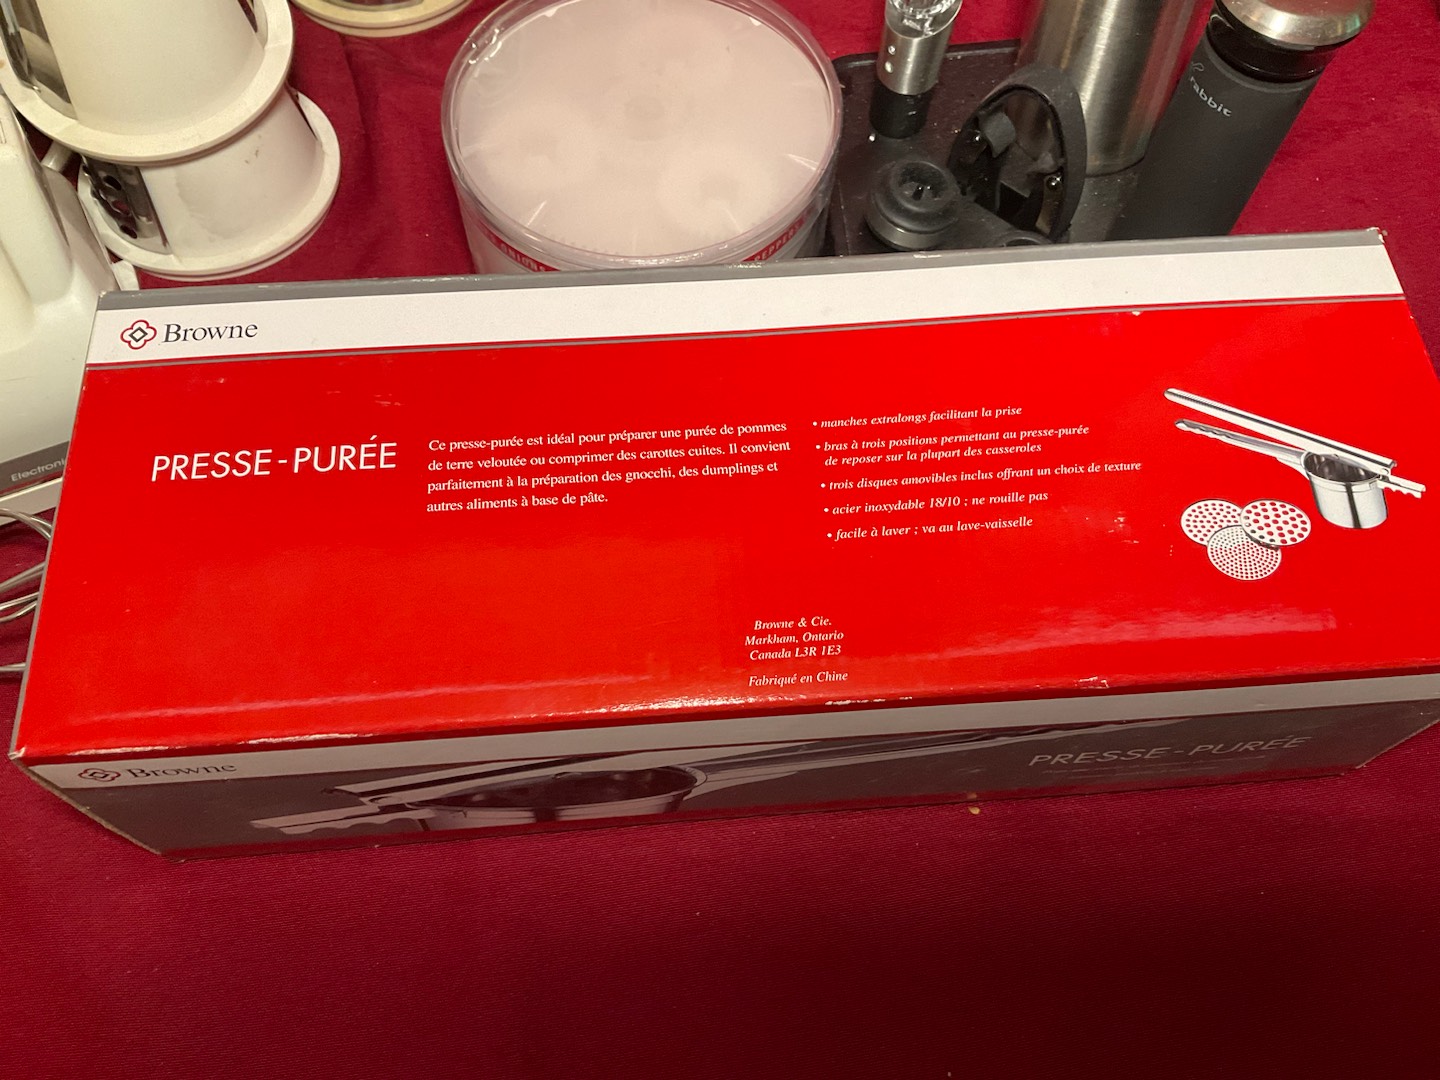 rabbic
Electroni
Browne
PRESSE-PURÉE
Ce presse-purée est idéal pour préparer une purée de pommes
de terre veloutée ou comprimer des carottes cuites. Il convient
parfaitement à la préparation des gnocchi, des dumplings et
autres aliments à base de pâte.
• manches extralongs facilitant la prise
• bras à trois positions permettant au presse-purée
de reposer sur la plupart des casseroles
• trois disques amovibles inclus offrant un choix de texture
• acier inoxydable 18/10 ; ne rouille pas
• facile à laver ; va au lave-vaisselle
Browne & Cie.
Markham, Ontario
Canada L3R 1E3
Fabriqué en Chine
Browne
PRESSE-PURÉE